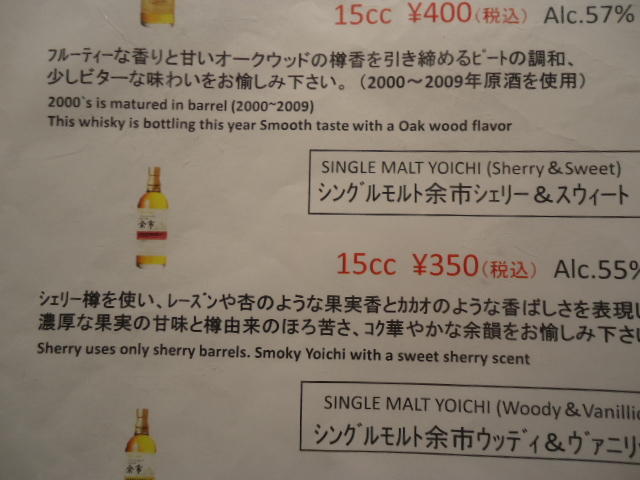 15cc ¥400(税込) Alc.57%
フルーティーな香りと甘いオークウッドの樽香を引き締めるピートの調和、
少しビターな味わいをお愉しみ下さい。（2000～2009年原酒を使用）
2000`s is matured in barrel (2000~2009)
This whisky is bottling this year Smooth taste with a Oak wood flavor
SINGLE MALT YOICHI (Sherry＆Sweet)
シングルモルト余市シェリー＆スウィート
余市
15cc ¥350(税込) Alc.55%
シェリー樽を使い、レーズンや杏のような果実香とカカオのような香ばしさを表現し
濃厚な果実の甘味と樽由来のほろ苦さ、コク華やかな余韻をお愉しみ下さい
Sherry uses only sherry barrels. Smoky Yoichi with a sweet sherry scent
SINGLE MALT YOICHI (Woody＆Vanillic
シングルモルト余市ウッディ＆ヴァニリッ
余市